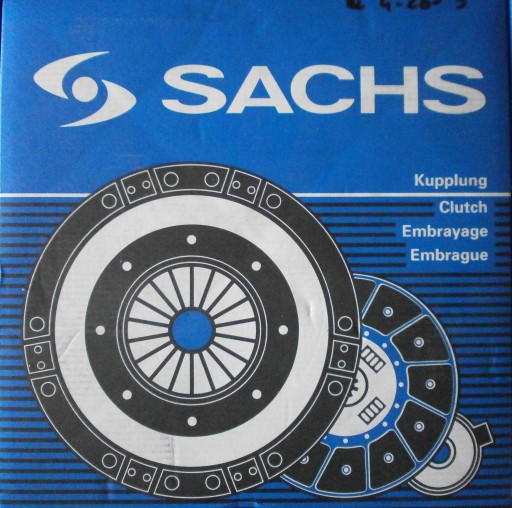 SACHS
Kupplung
Clutch
Embrayage
Embrague